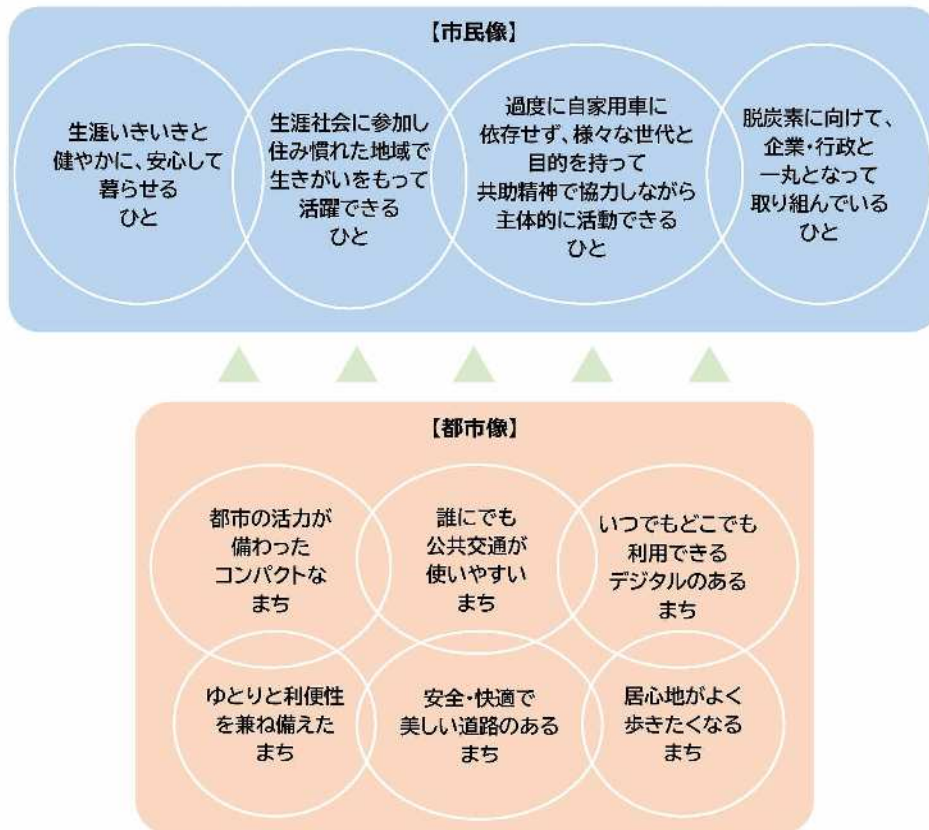 【市民像】
生涯いきいきと
健やかに、安心して
暮らせる
ひと
生涯社会に参加し
住み慣れた地域で
生きがいをもって
活躍できる
ひと
過度に自家用車に
依存せず、様々な世代と
目的を持って
共助精神で協力しながら
主体的に活動できる
ひと
脱炭素に向けて、
企業・行政と
一丸となって
取り組んでいる
ひと
【都市像】
都市の活力が
備わった
コンパクトな
まち
誰にでも
公共交通が
使いやすい
まち
いつでもどこでも
利用できる
デジタルのある
まち
ゆとりと利便性
を兼ね備えた
まち
安全・快適で
美しい道路のある
まち
居心地がよく
歩きたくなる
まち